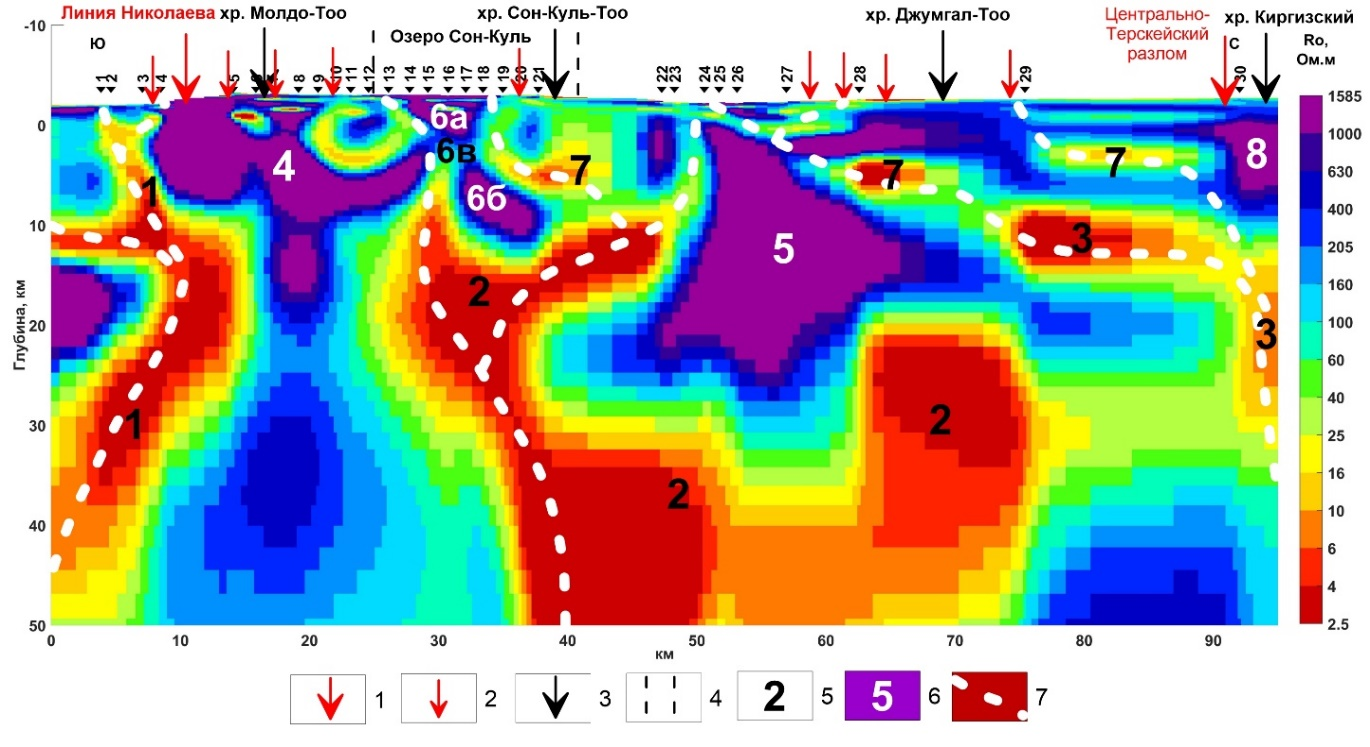 Линия Николаева
хр. Молдо-Тоо
хр. Сон-Куль-Тоо
хр. Джумгал-Тоо
Центрально-
Терскейский
разлом
хр. Киргизский
Озеро Сон-Куль
Ю
С
Ro,
Ом.м
2 3 4 5 8 9 10 11 12 13 14 15 16 17 18 19 20 21 22 23 24 25 26 27 28 29 30
-10
0
10
20
30
40
50
Глубина, км
6а
6в
6б
4
1
7
7
7
8
5
3
2
3
1
2
2
0 10 20 30 40 50 60 70 80 90
км
1585
1000
630
400
205
160
100
60
40
25
16
10
6
4
2.5
1
2
3
4
2 5
5 6
7